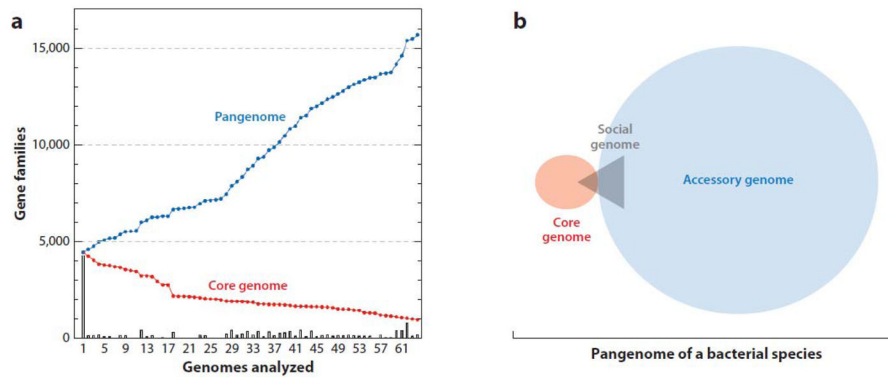 a
Gene families
15,000
10,000
5,000
0
Pangenome
Core genome
1 5 9 13 17 21 25 29 33 37 41 45 49 53 57 61
Genomes analyzed
b
Social
genome
Accessory genome
Core
genome
Pangenome of a bacterial species